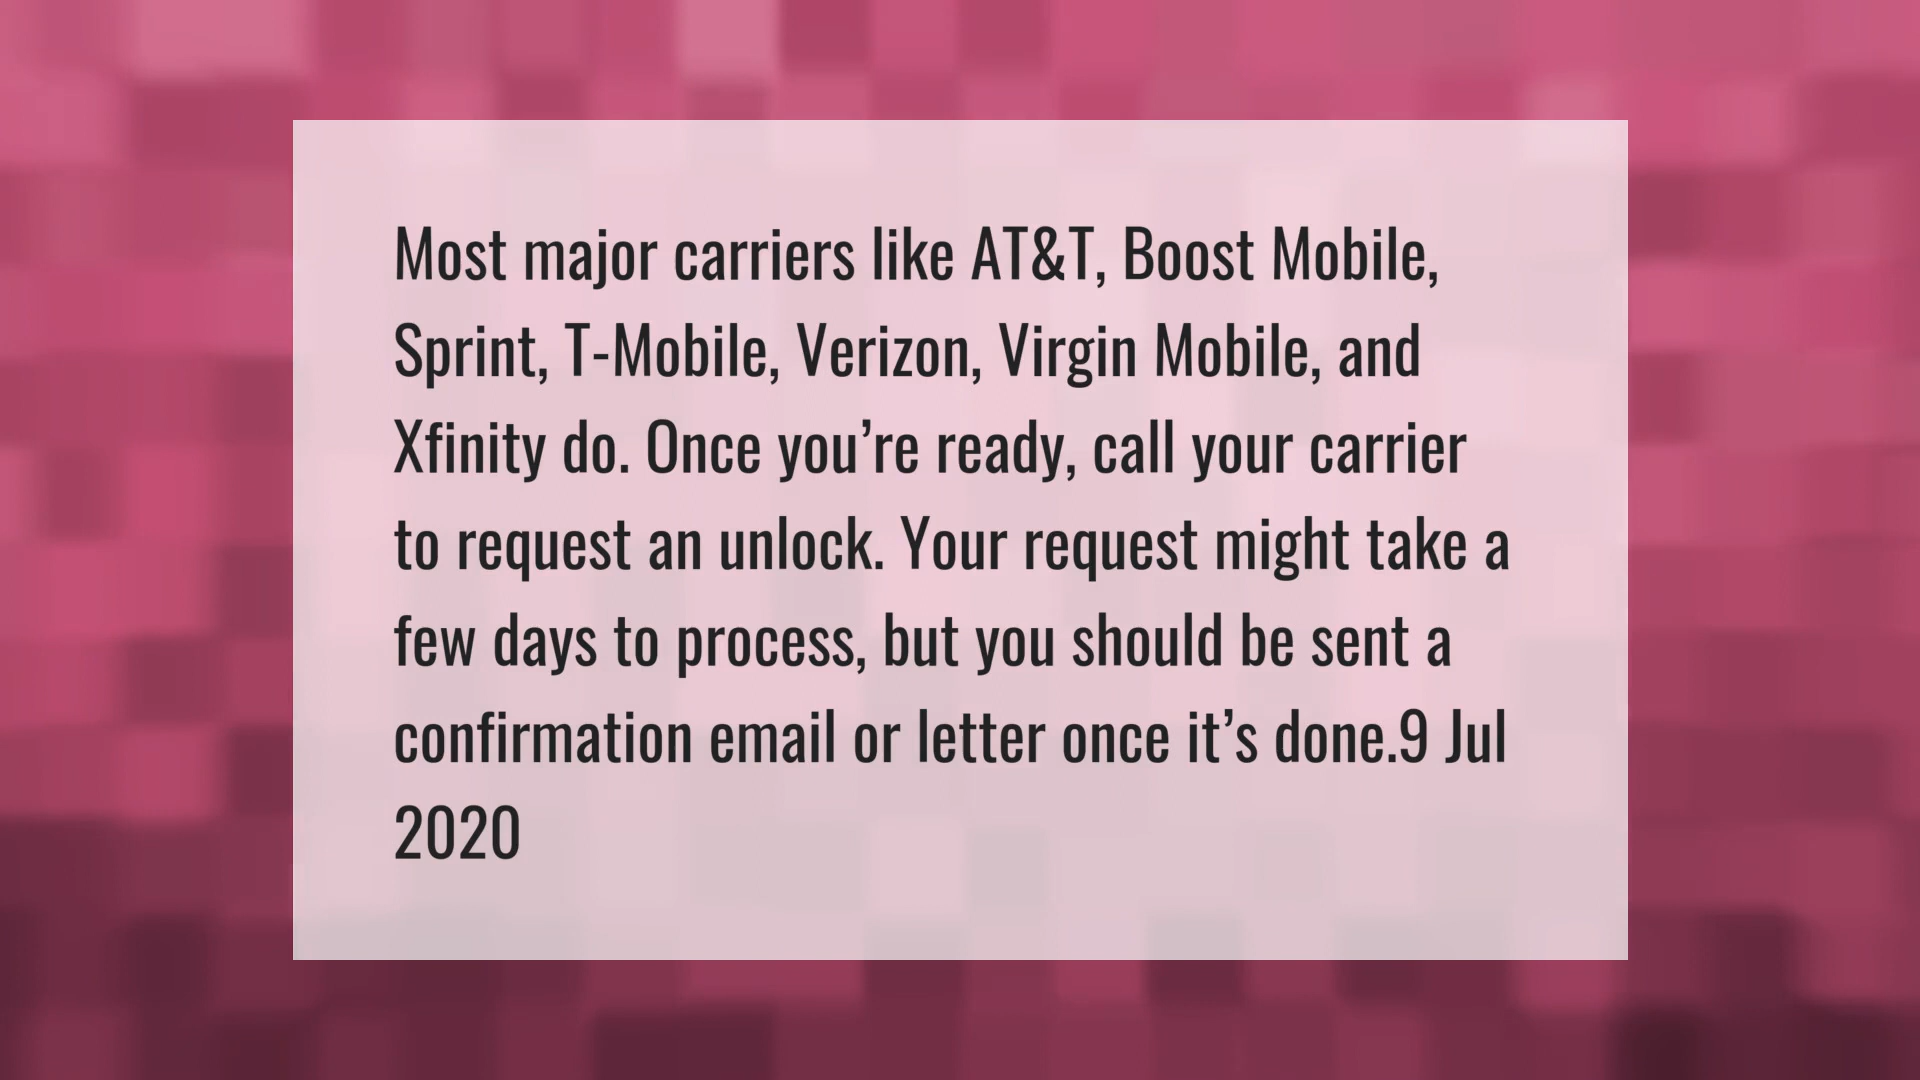 Most major carriers like AT&T, Boost Mobile,
Sprint, T-Mobile, Verizon, Virgin Mobile, and
Xfinity do. Once you’re ready, call your carrier
to request an unlock. Your request might take a
few days to process, but you should be sent a
confirmation email or letter once it’s done.9 Jul
2020